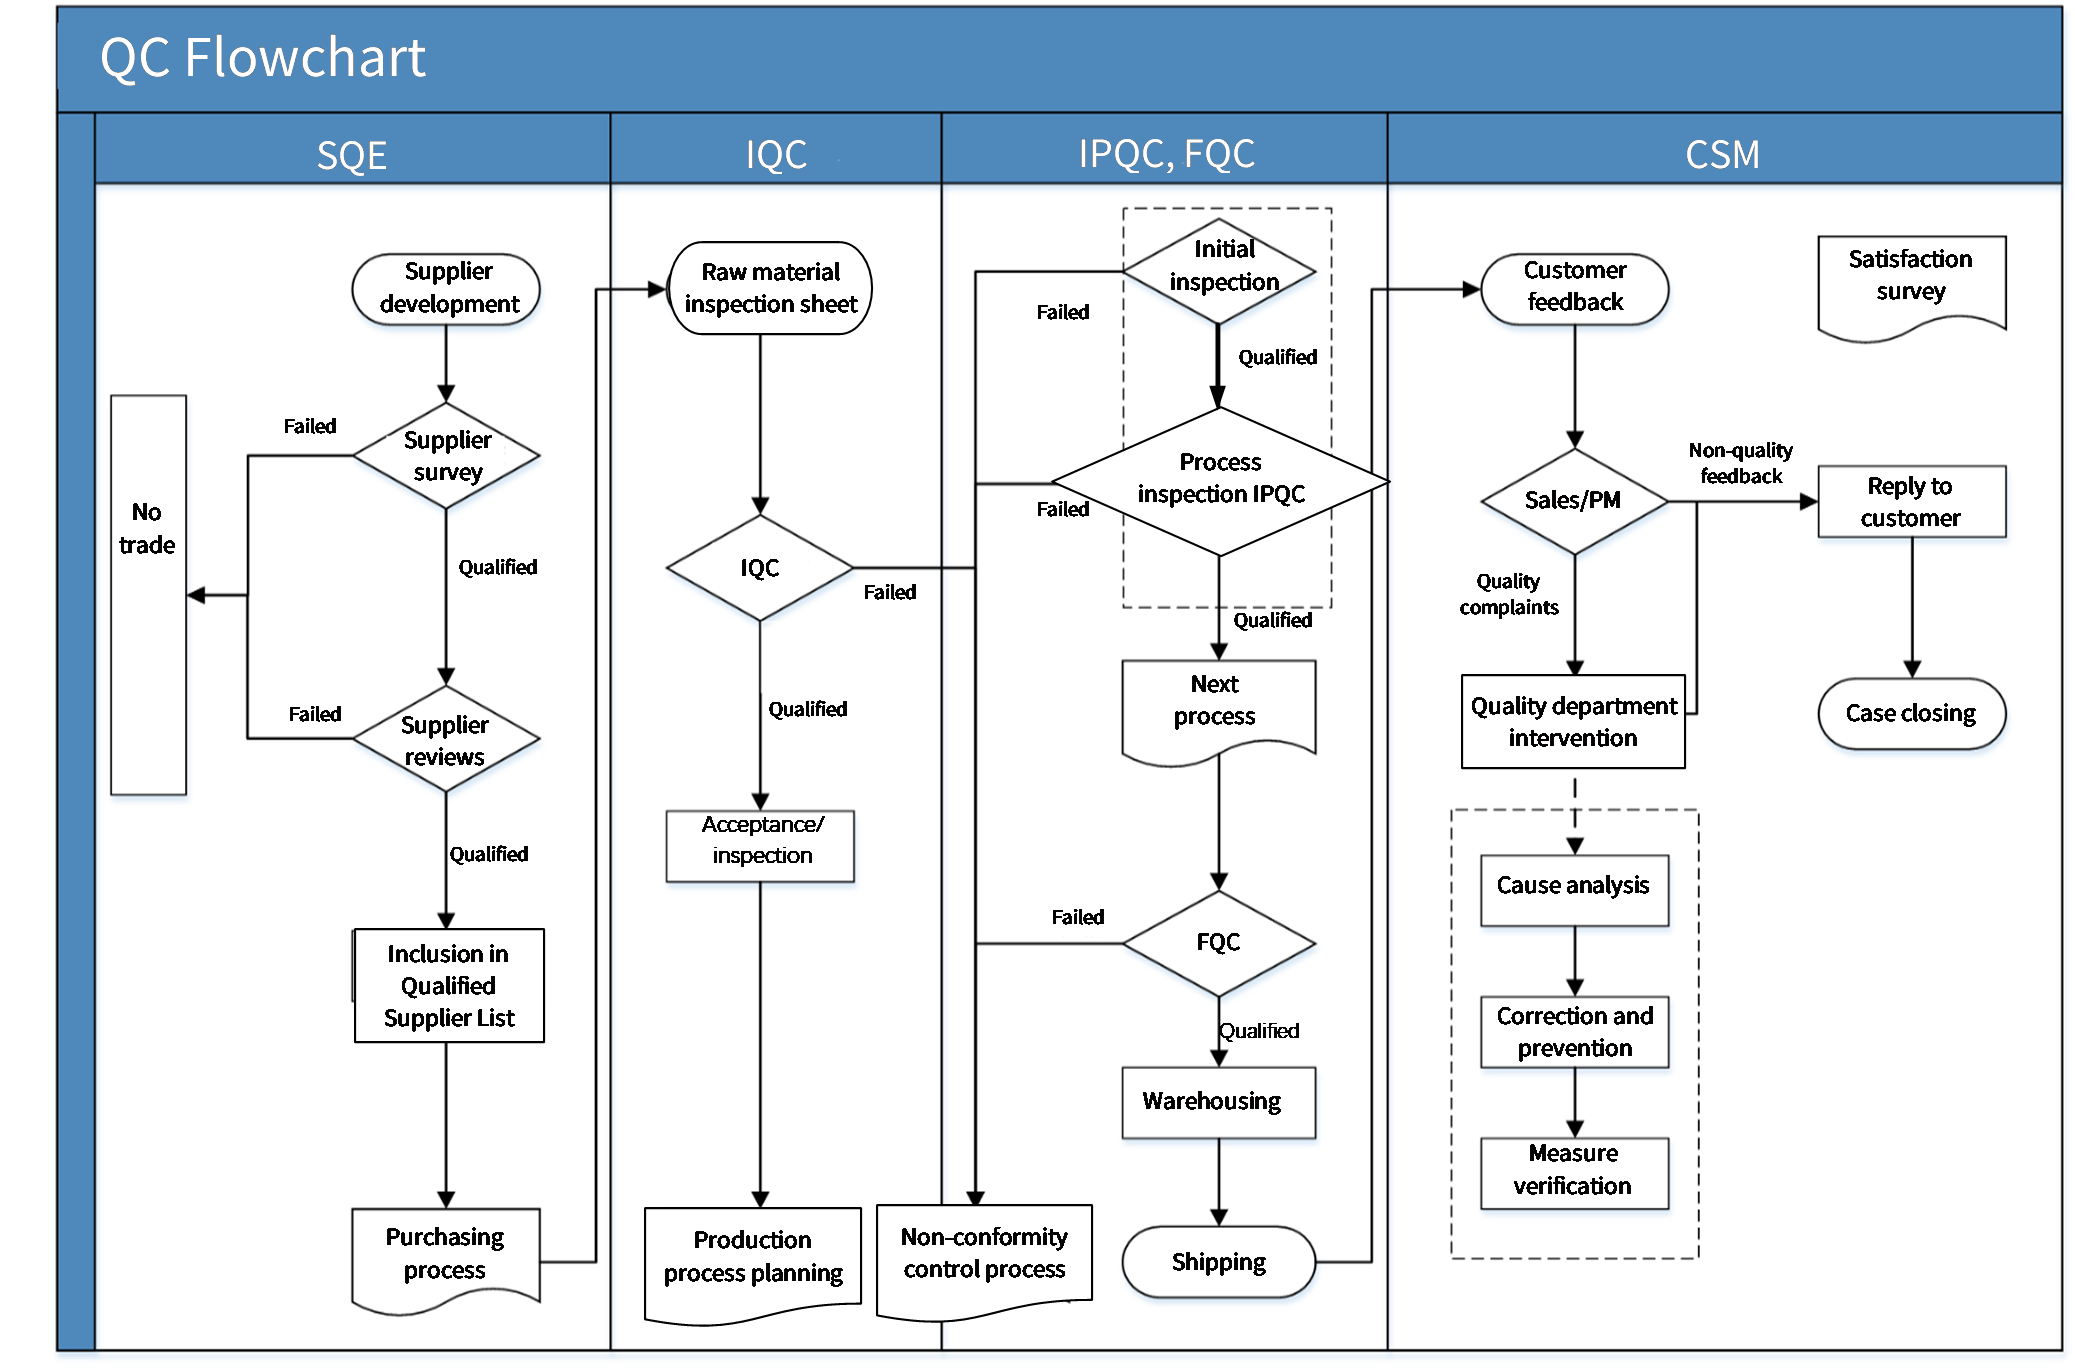 QC Flowchart
SQE
IQC
IPQC, FQC
CSM
Supplier
development
Failed
Supplier
survey
No
trade
Qualified
Failed
Supplier
reviews
Qualified
Inclusion in
Qualified
Supplier List
Purchasing
process
Raw material
inspection sheet
IQC
Failed
Qualified
Acceptance/
inspection
Production
process planning
Non-conformity
control process
Initial
inspection
Failed
Qualified
Process
inspection IPQC
Failed
Qualified
Next
process
Failed
FQC
Qualified
Warehousing
Shipping
Customer
feedback
Satisfaction
survey
Non-quality
feedback
Sales/PM
Reply to
customer
Quality
complaints
Quality department
intervention
Case closing
Cause analysis
Correction and
prevention
Measure
verification